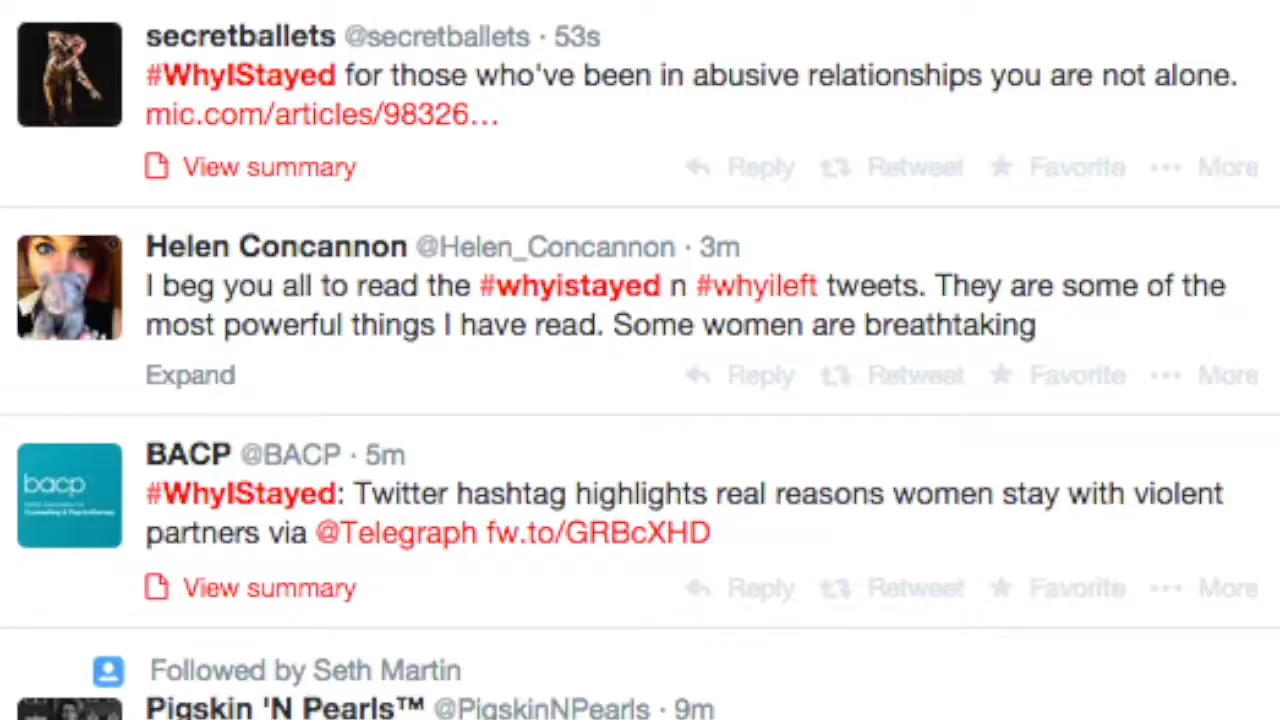 secretballets @secretballets · 53s
#WhyIStayed for those who've been in abusive relationships you are not alone.
mic.com/articles/98326...
View summary Reply Retweet Favorite More
Helen Concannon @Helen_Concannon · 3m
I beg you all to read the #whyistayed n #whyileft tweets. They are some of the
most powerful things I have read. Some women are breathtaking
Expand Reply Retweet Favorite More
bacp
BACP @BACP · 5m
#WhyIStayed: Twitter hashtag highlights real reasons women stay with violent
partners via @Telegraph fw.to/GRBcXHD
View summary Reply Retweet Favorite More
Followed by Seth Martin
Pigskin 'N Pearls™ @PigskinNPearls · 9m